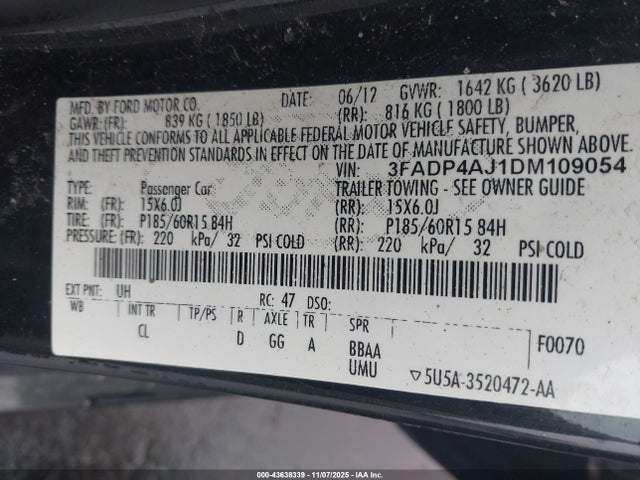 MFD. BY FORD MOTOR CO. DATE: 06/12 GVWR: 1642 KG ( 3620 LB)
GAWR: (FR): 839 KG ( 1850 LB) (RR): 816 KG ( 1800 LB)
THIS VEHICLE CONFORMS TO ALL APPLICABLE FEDERAL MOTOR VEHICLE SAFETY, BUMPER,
AND THEFT PREVENTION STANDARDS IN EFFECT ON THE DATE OF MANUFACTURE SHOWN ABOVE.
VIN: 3FADP4AJ1DM109054
TYPE: Passenger Car TRAILER TOWING - SEE OWNER GUIDE
RIM: (FR): 15X6.0J (RR): 15X6.0J
TIRE: (FR): P185/60R15 84H (RR): P185/60R15 84H
PRESSURE: (FR): 220 kPa/ 32 PSI COLD (RR): 220 kPa/ 32 PSI COLD
EXT PNT: UH RC: 47 DSO:
WB INT TR TP/PS R AXLE TR SPR F0070
CL D GG A BBAA
UMU ▽5U5A-3520472-AA
000-43638339 - 11/07/2025 - IAAI.CA